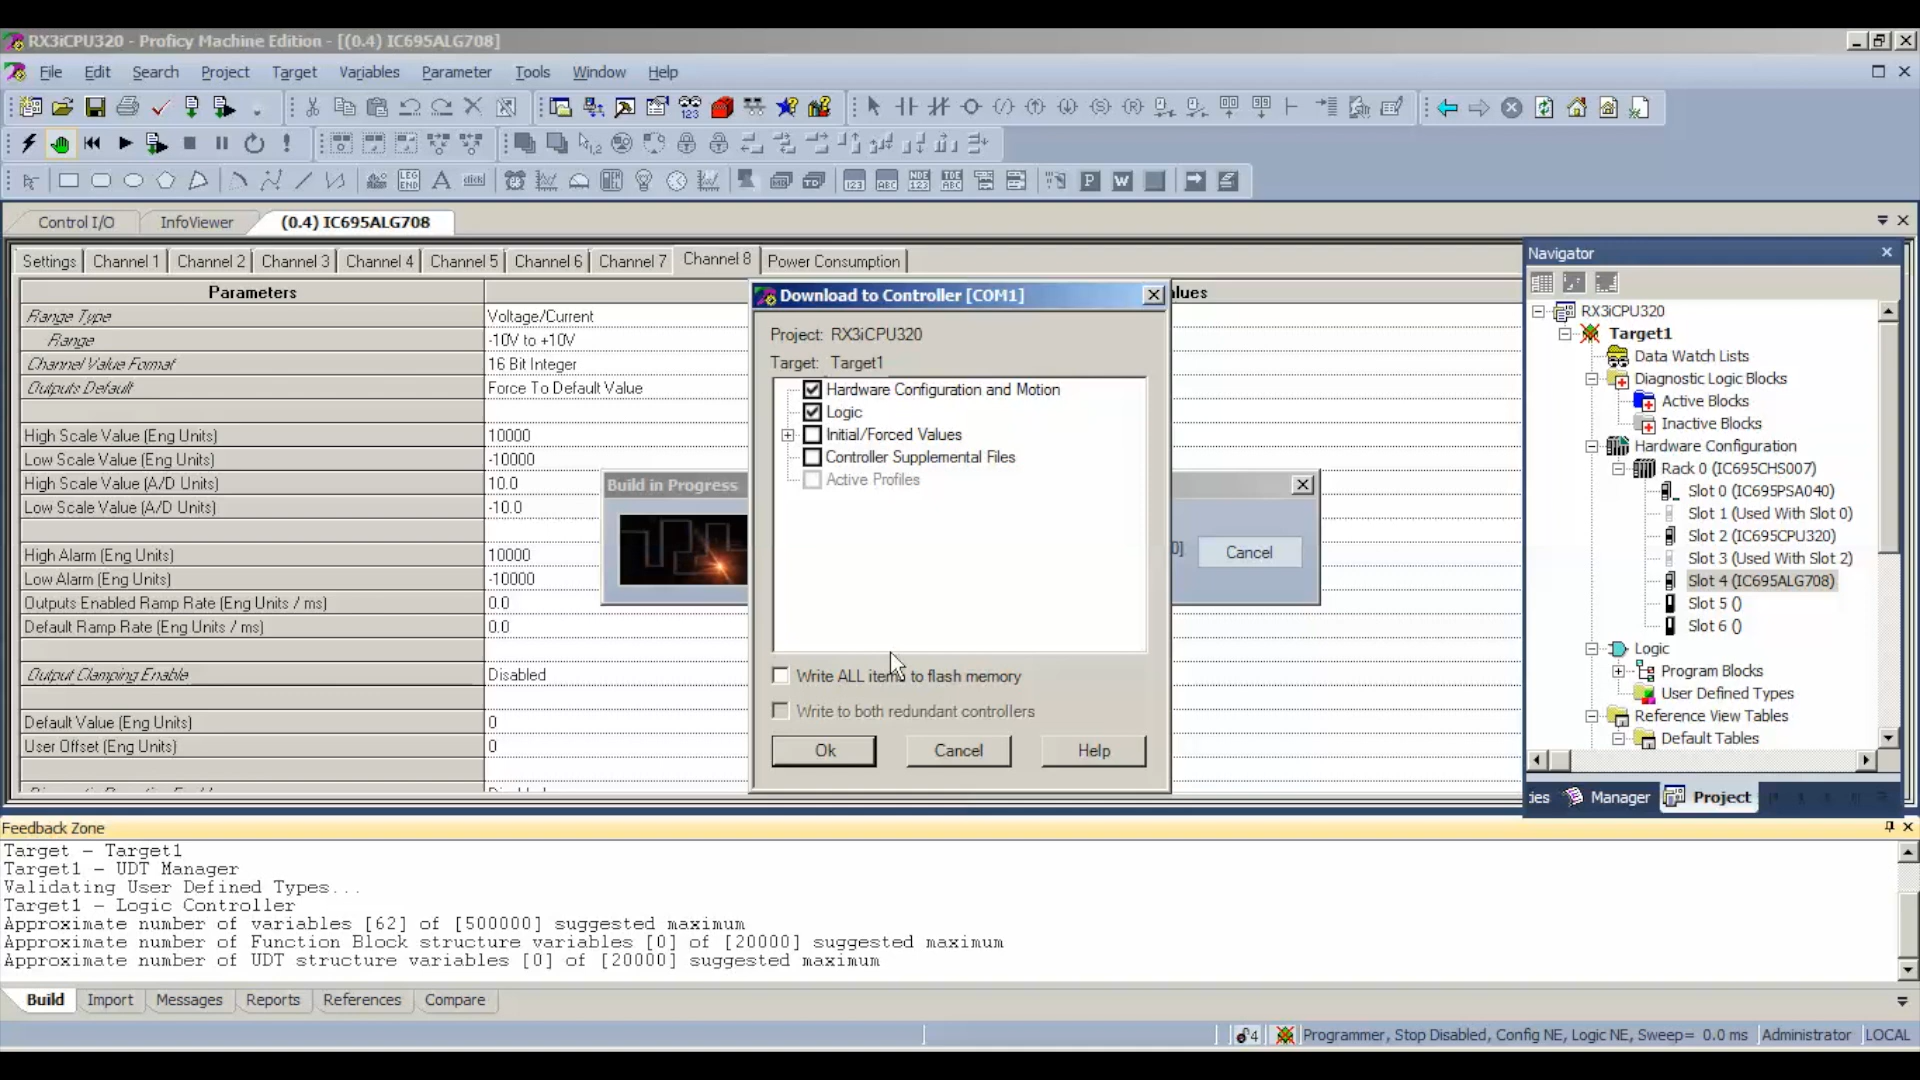 RX3iCPU320 - Proficy Machine Edition - [(0.4) IC695ALG708]
File Edit Search Project Target Variables Parameter Tools Window Help
Control I/O InfoViewer (0.4) IC695ALG708
Settings Channel 1 Channel 2 Channel 3 Channel 4 Channel 5 Channel 6 Channel 7 Channel 8 Power Consumption
Parameters
Range Type Voltage/Current
Range -10V to +10V
Channel Value Format 16 Bit Integer
Outputs Default Force To Default Value
High Scale Value (Eng Units) 10000
Low Scale Value (Eng Units) -10000
High Scale Value (A/D Units) 10.0
Low Scale Value (A/D Units) -10.0
High Alarm (Eng Units) 10000
Low Alarm (Eng Units) -10000
Outputs Enabled Ramp Rate (Eng Units / ms) 0.0
Default Ramp Rate (Eng Units / ms) 0.0
Output Clamping Enable Disabled
Default Value (Eng Units) 0
User Offset (Eng Units) 0
Build in Progress
Cancel
Download to Controller [COM1]
Project: RX3iCPU320
Target: Target1
Hardware Configuration and Motion
Logic
Initial/Forced Values
Controller Supplemental Files
Active Profiles
Write ALL items to flash memory
Write to both redundant controllers
Ok Cancel Help
Navigator
RX3iCPU320
Target1
Data Watch Lists
Diagnostic Logic Blocks
Active Blocks
Inactive Blocks
Hardware Configuration
Rack 0 (IC695CHS007)
Slot 0 (IC695PSA040)
Slot 1 (Used With Slot 0)
Slot 2 (IC695CPU320)
Slot 3 (Used With Slot 2)
Slot 4 (IC695ALG708)
Slot 5 ()
Slot 6 ()
Logic
Program Blocks
User Defined Types
Reference View Tables
Default Tables
ies Manager Project
Feedback Zone
Target - Target1
Target1 - UDT Manager
Validating User Defined Types...
Target1 - Logic Controller
Approximate number of variables [62] of [500000] suggested maximum
Approximate number of Function Block structure variables [0] of [20000] suggested maximum
Approximate number of UDT structure variables [0] of [20000] suggested maximum
Build Import Messages Reports References Compare
4 Programmer, Stop Disabled, Config NE, Logic NE, Sweep= 0.0 ms Administrator LOCAL